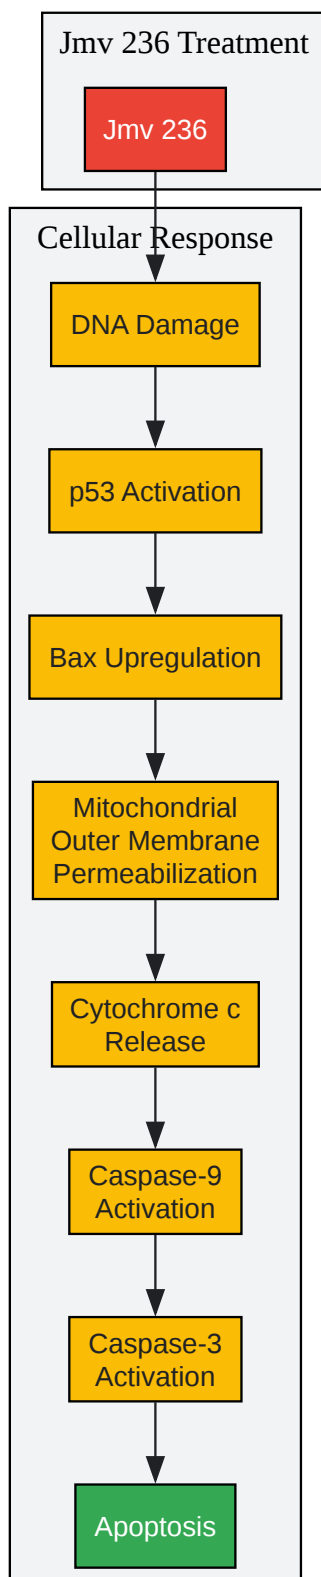 Jmv 236 Treatment
Jmv 236
Cellular Response
DNA Damage
p53 Activation
Bax Upregulation
Mitochondrial
Outer Membrane
Permeabilization
Cytochrome c
Release
Caspase-9
Activation
Caspase-3
Activation
Apoptosis